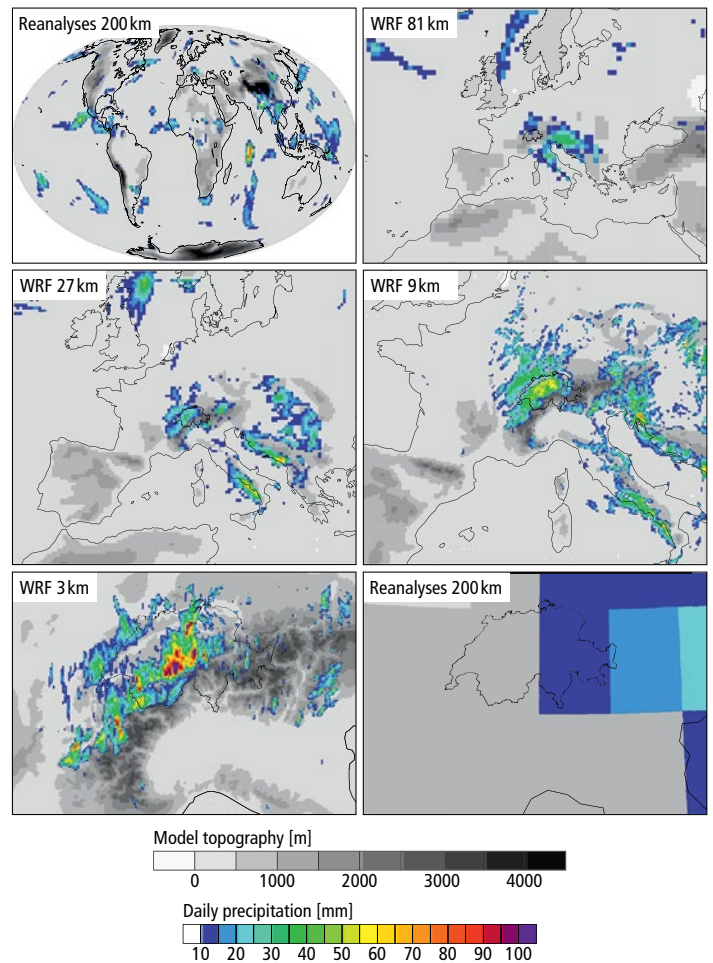 Reanalyses 200 km
WRF 81 km
WRF 27 km
WRF 9 km
WRF 3 km
Reanalyses 200 km
Model topography [m]
0 1000 2000 3000 4000
Daily precipitation [mm]
10 20 30 40 50 60 70 80 90 100